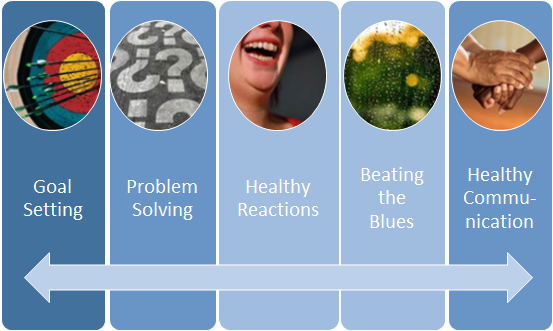 Goal
Setting
Problem
Solving
Healthy
Reactions
Beating
the
Blues
Healthy
Commu-
nication